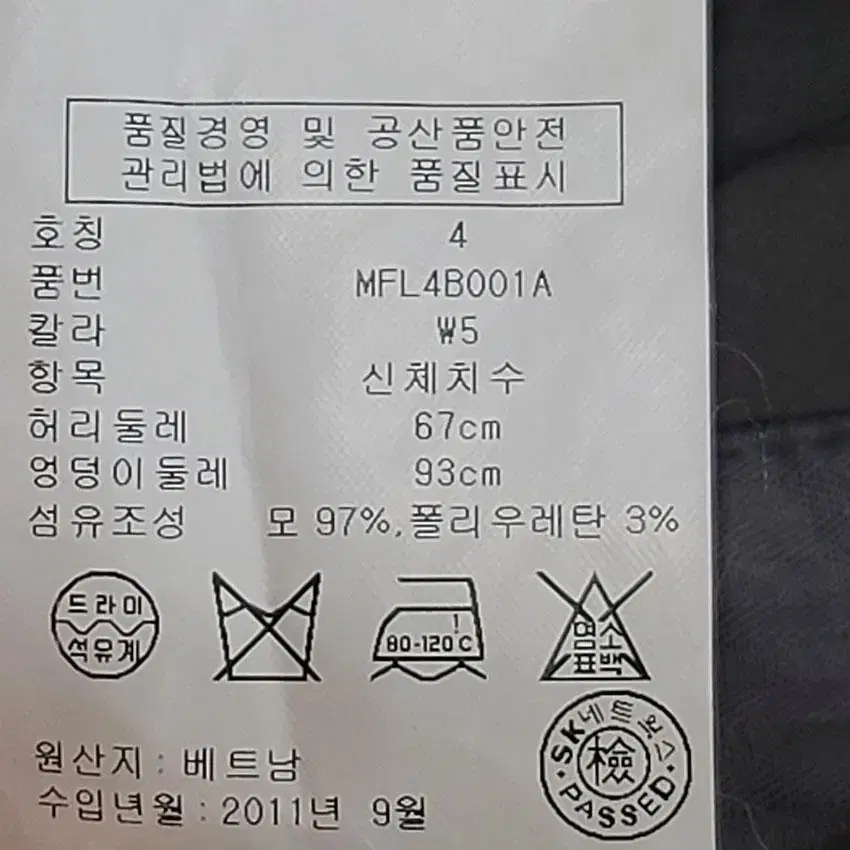 품질경영 및 공산품안전
관리법에 의한 품질표시
호칭 4
품번 MFL4B001A
칼라 W5
항목 신체치수
허리둘레 67cm
엉덩이둘레 93cm
섬유조성 모 97%,폴리우레탄 3%
드라이
석유계
80-120℃
염소
표백
SK네트웍스
檢
PASSED
원산지 : 베트남
수입년월 : 2011년 9월